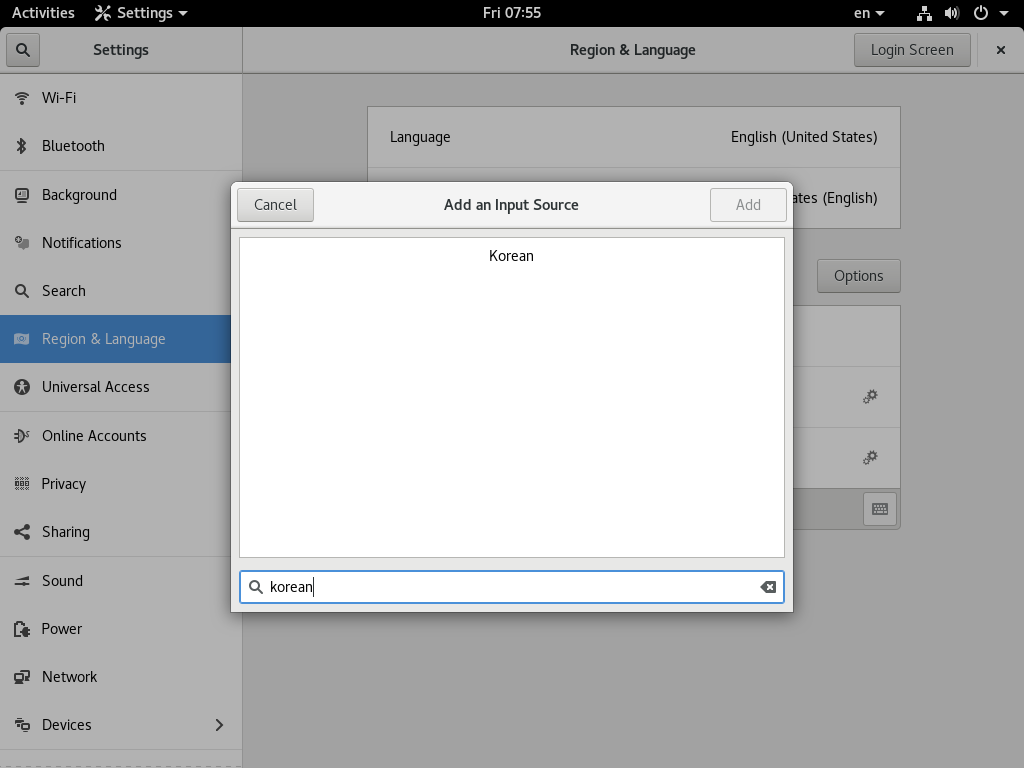 Activities Settings Fri 07:55 en
Settings Region & Language Login Screen
Wi-Fi
Bluetooth
Background
Notifications
Search
Region & Language
Universal Access
Online Accounts
Privacy
Sharing
Sound
Power
Network
Devices
Language English (United States)
(English)
Options
Cancel Add an Input Source Add
Korean
korean